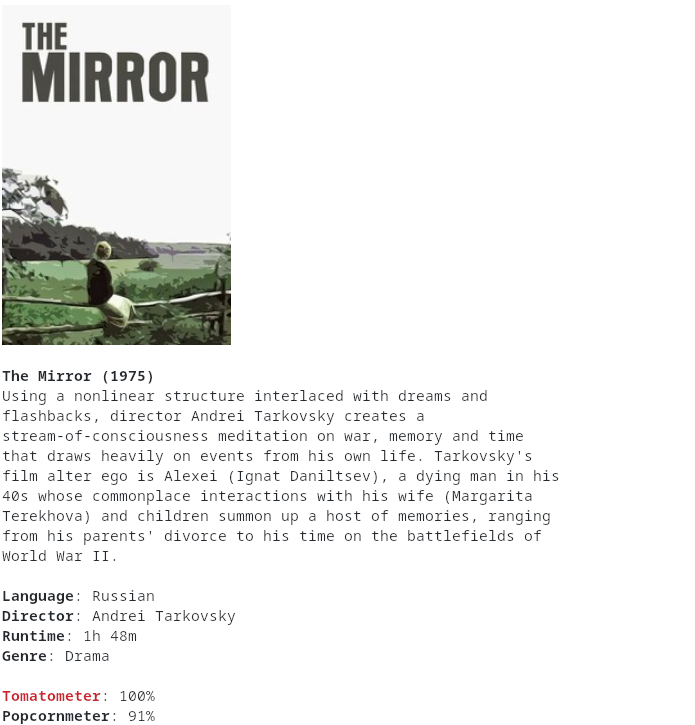 THE
MIRROR
The Mirror (1975)
Using a nonlinear structure interlaced with dreams and
flashbacks, director Andrei Tarkovsky creates a
stream-of-consciousness meditation on war, memory and time
that draws heavily on events from his own life. Tarkovsky's
film alter ego is Alexei (Ignat Daniltsev), a dying man in his
40s whose commonplace interactions with his wife (Margarita
Terekhova) and children summon up a host of memories, ranging
from his parents' divorce to his time on the battlefields of
World War II.
Language: Russian
Director: Andrei Tarkovsky
Runtime: 1h 48m
Genre: Drama
Tomatometer: 100%
Popcornmeter: 91%